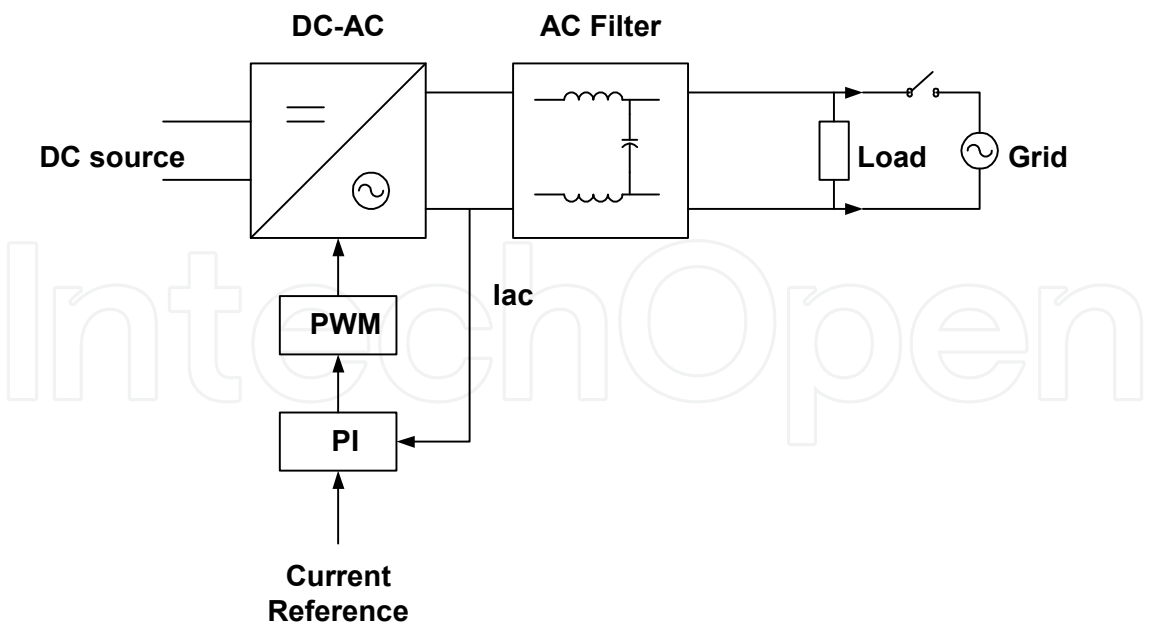 DC-AC
AC Filter
DC source
Load
Grid
Iac
PWM
PI
Current
Reference
IntechOpen